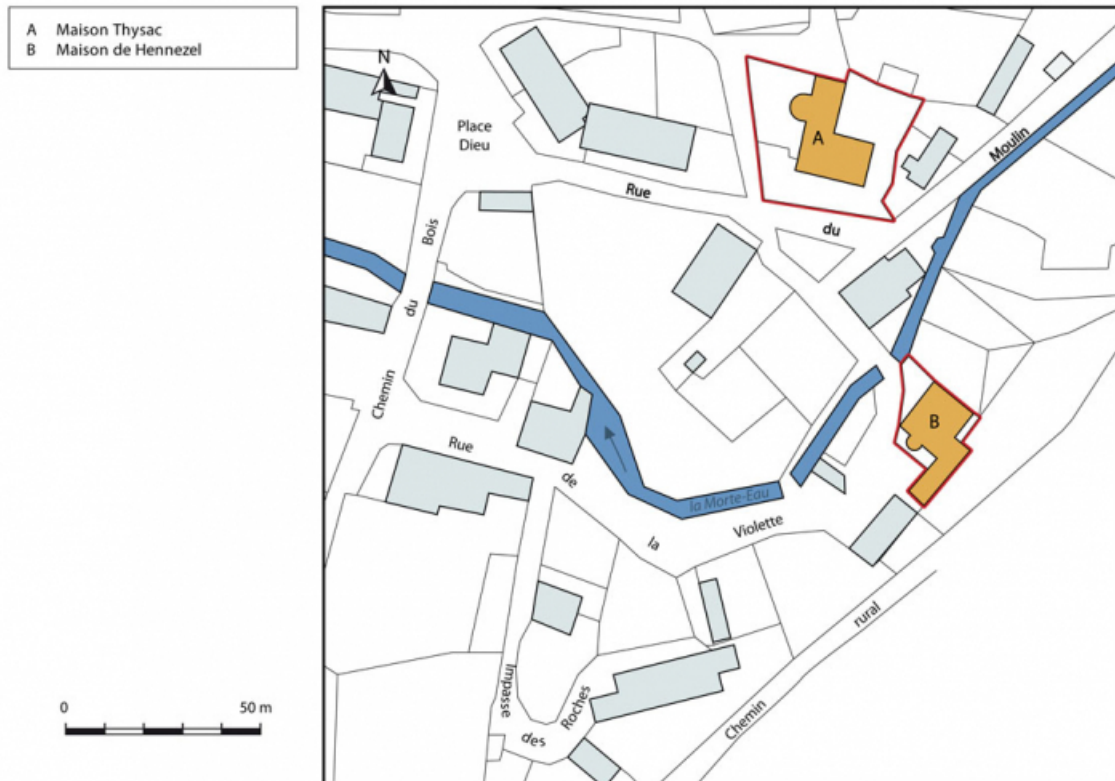 A Maison Thysac
B Maison de Hennezel
N
Place
Dieu
A
Moulin
Rue
du
Bois
du
Chemin
B
Rue
de
la Morte-Eau
la
Violette
rural
Impasse
Roches
Chemin
des
0 50 m